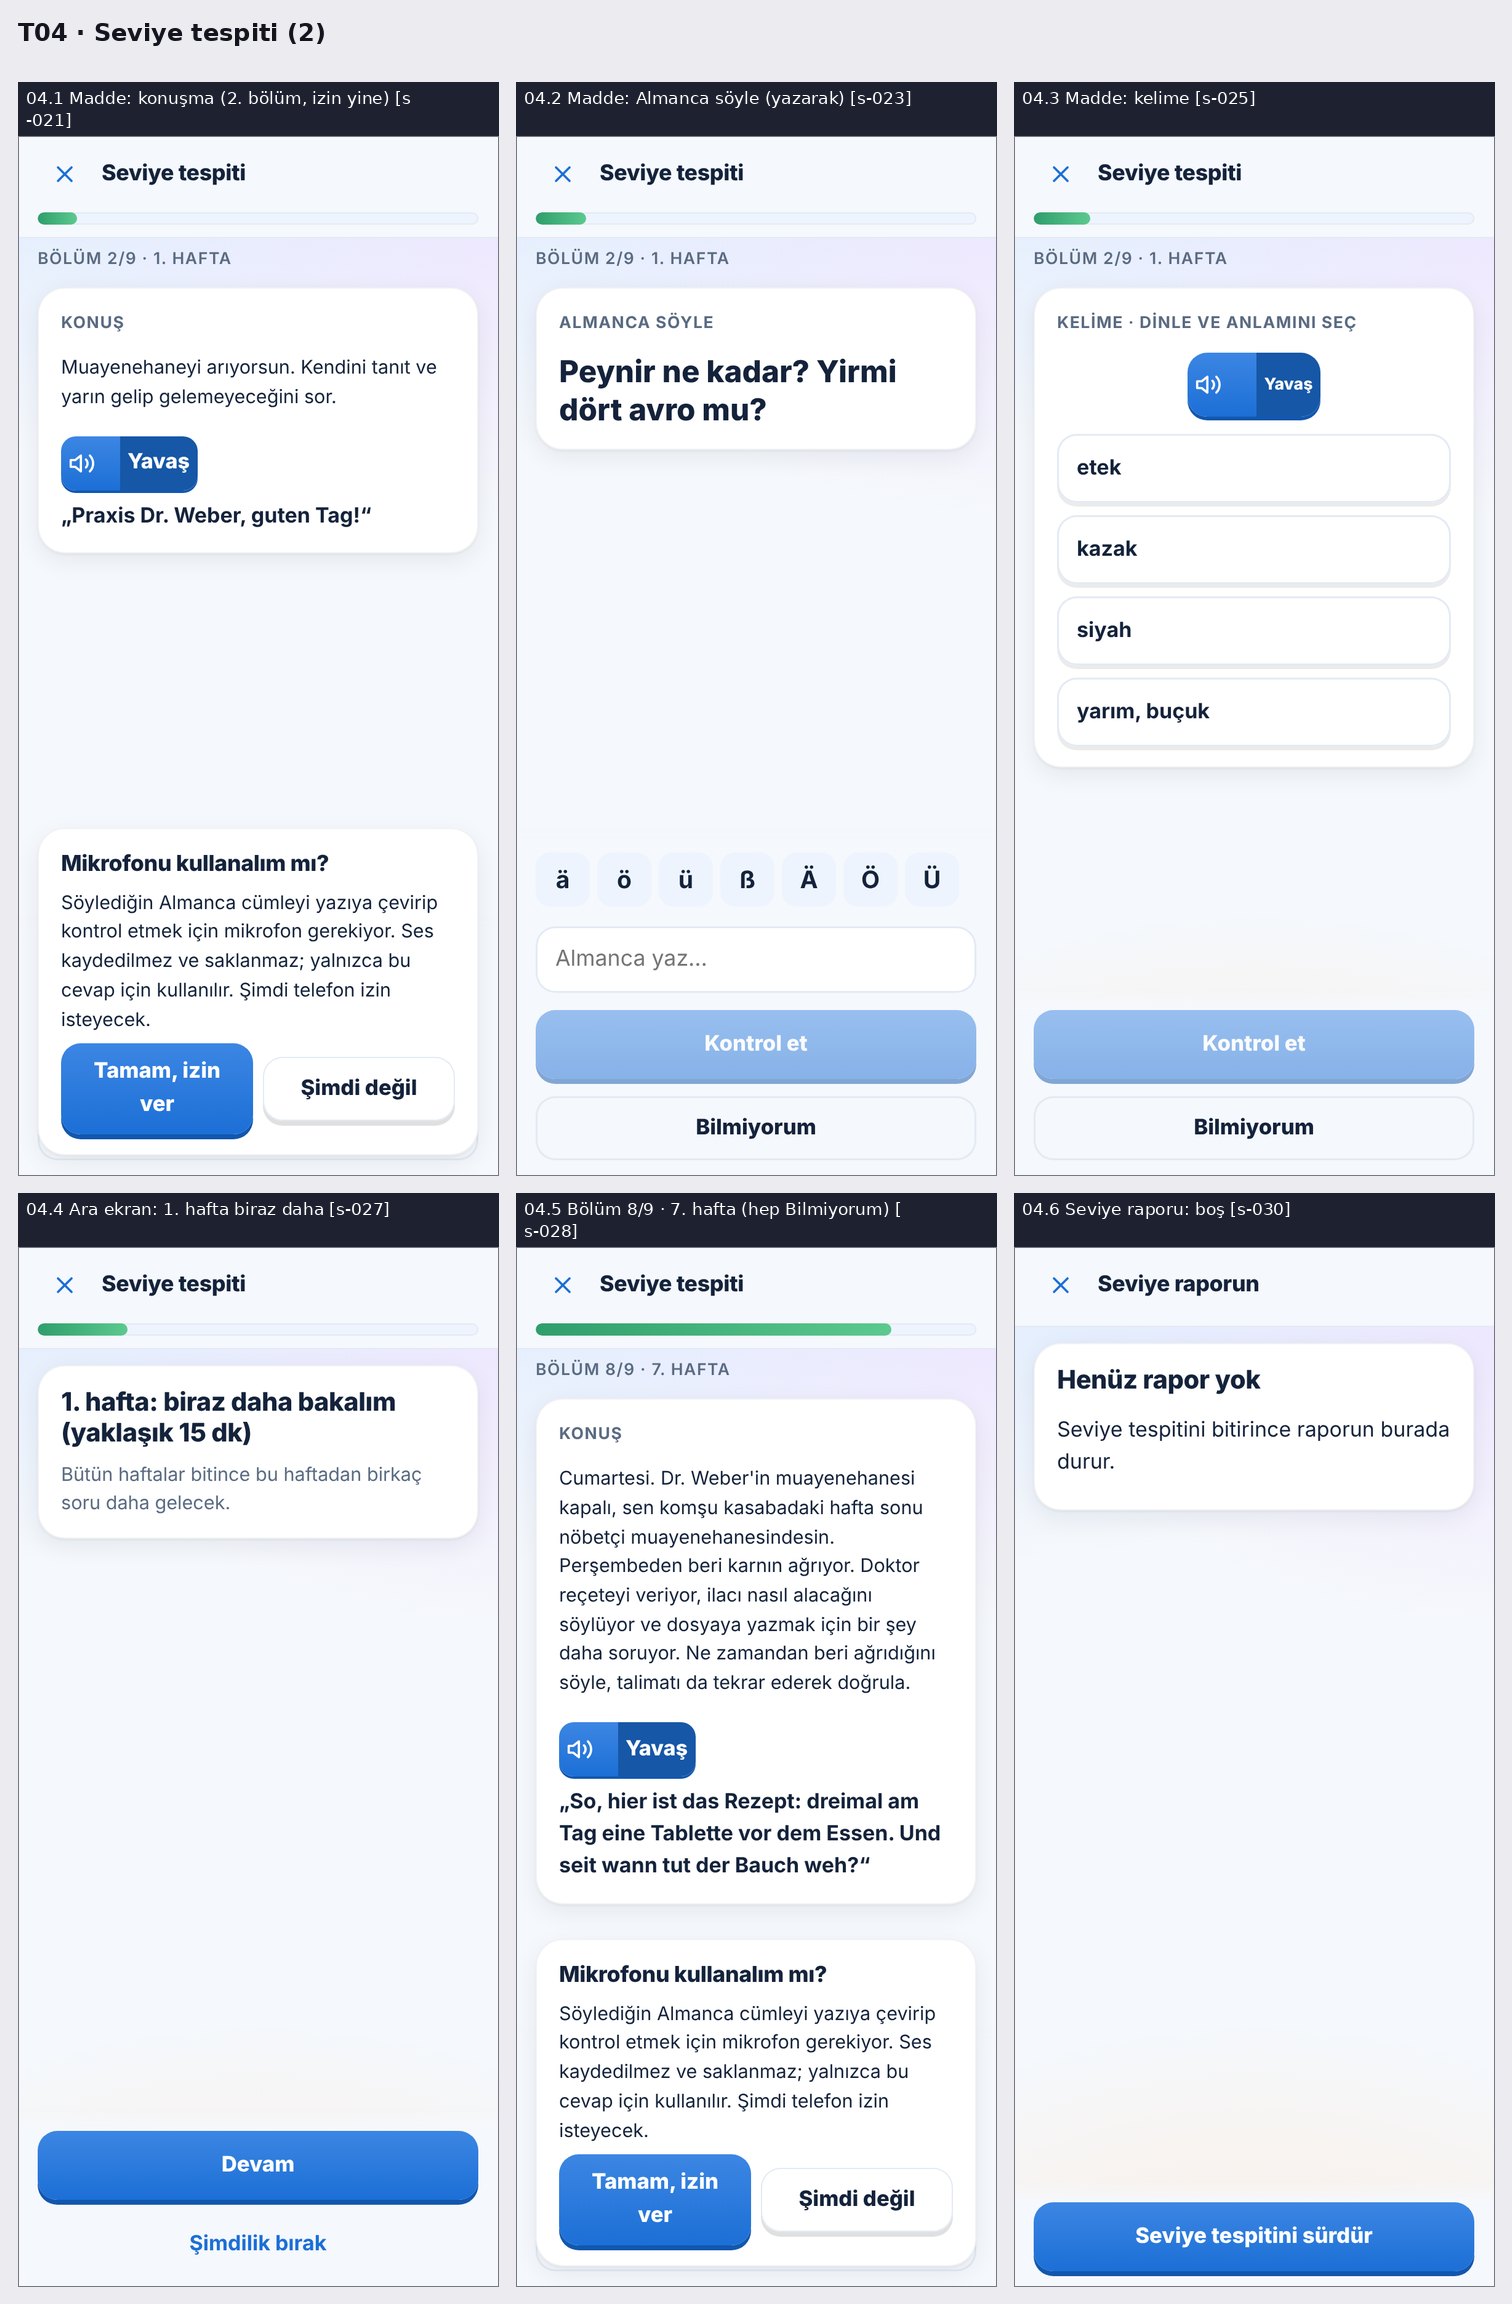 T04 · Seviye tespiti (2)
04.1 Madde: konuşma (2. bölüm, izin yine) [s
-021]
Seviye tespiti
BÖLÜM 2/9 · 1. HAFTA
KONUŞ
Muayenehaneyi arıyorsun. Kendini tanıt ve
yarın gelip gelemeyeceğini sor.
Yavaş
„Praxis Dr. Weber, guten Tag!“
Mikrofonu kullanalım mı?
Söylediğin Almanca cümleyi yazıya çevirip
kontrol etmek için mikrofon gerekiyor. Ses
kaydedilmez ve saklanmaz; yalnızca bu
cevap için kullanılır. Şimdi telefon izin
isteyecek.
Tamam, izin
ver
Şimdi değil
04.2 Madde: Almanca söyle (yazarak) [s-023]
Seviye tespiti
BÖLÜM 2/9 · 1. HAFTA
ALMANCA SÖYLE
Peynir ne kadar? Yirmi
dört avro mu?
ä ö ü ß Ä Ö Ü
Almanca yaz...
Kontrol et
Bilmiyorum
04.3 Madde: kelime [s-025]
Seviye tespiti
BÖLÜM 2/9 · 1. HAFTA
KELİME · DİNLE VE ANLAMINI SEÇ
Yavaş
etek
kazak
siyah
yarım, buçuk
Kontrol et
Bilmiyorum
04.4 Ara ekran: 1. hafta biraz daha [s-027]
Seviye tespiti
1. hafta: biraz daha bakalım
(yaklaşık 15 dk)
Bütün haftalar bitince bu haftadan birkaç
soru daha gelecek.
Devam
Şimdilik bırak
04.5 Bölüm 8/9 · 7. hafta (hep Bilmiyorum) [
s-028]
Seviye tespiti
BÖLÜM 8/9 · 7. HAFTA
KONUŞ
Cumartesi. Dr. Weber'in muayenehanesi
kapalı, sen komşu kasabadaki hafta sonu
nöbetçi muayenehanesindesin.
Perşembeden beri karnın ağrıyor. Doktor
reçeteyi veriyor, ilacı nasıl alacağını
söylüyor ve dosyaya yazmak için bir şey
daha soruyor. Ne zamandan beri ağrıdığını
söyle, talimatı da tekrar ederek doğrula.
Yavaş
„So, hier ist das Rezept: dreimal am
Tag eine Tablette vor dem Essen. Und
seit wann tut der Bauch weh?“
Mikrofonu kullanalım mı?
Söylediğin Almanca cümleyi yazıya çevirip
kontrol etmek için mikrofon gerekiyor. Ses
kaydedilmez ve saklanmaz; yalnızca bu
cevap için kullanılır. Şimdi telefon izin
isteyecek.
Tamam, izin
ver
Şimdi değil
04.6 Seviye raporu: boş [s-030]
Seviye raporun
Henüz rapor yok
Seviye tespitini bitirince raporun burada
durur.
Seviye tespitini sürdür